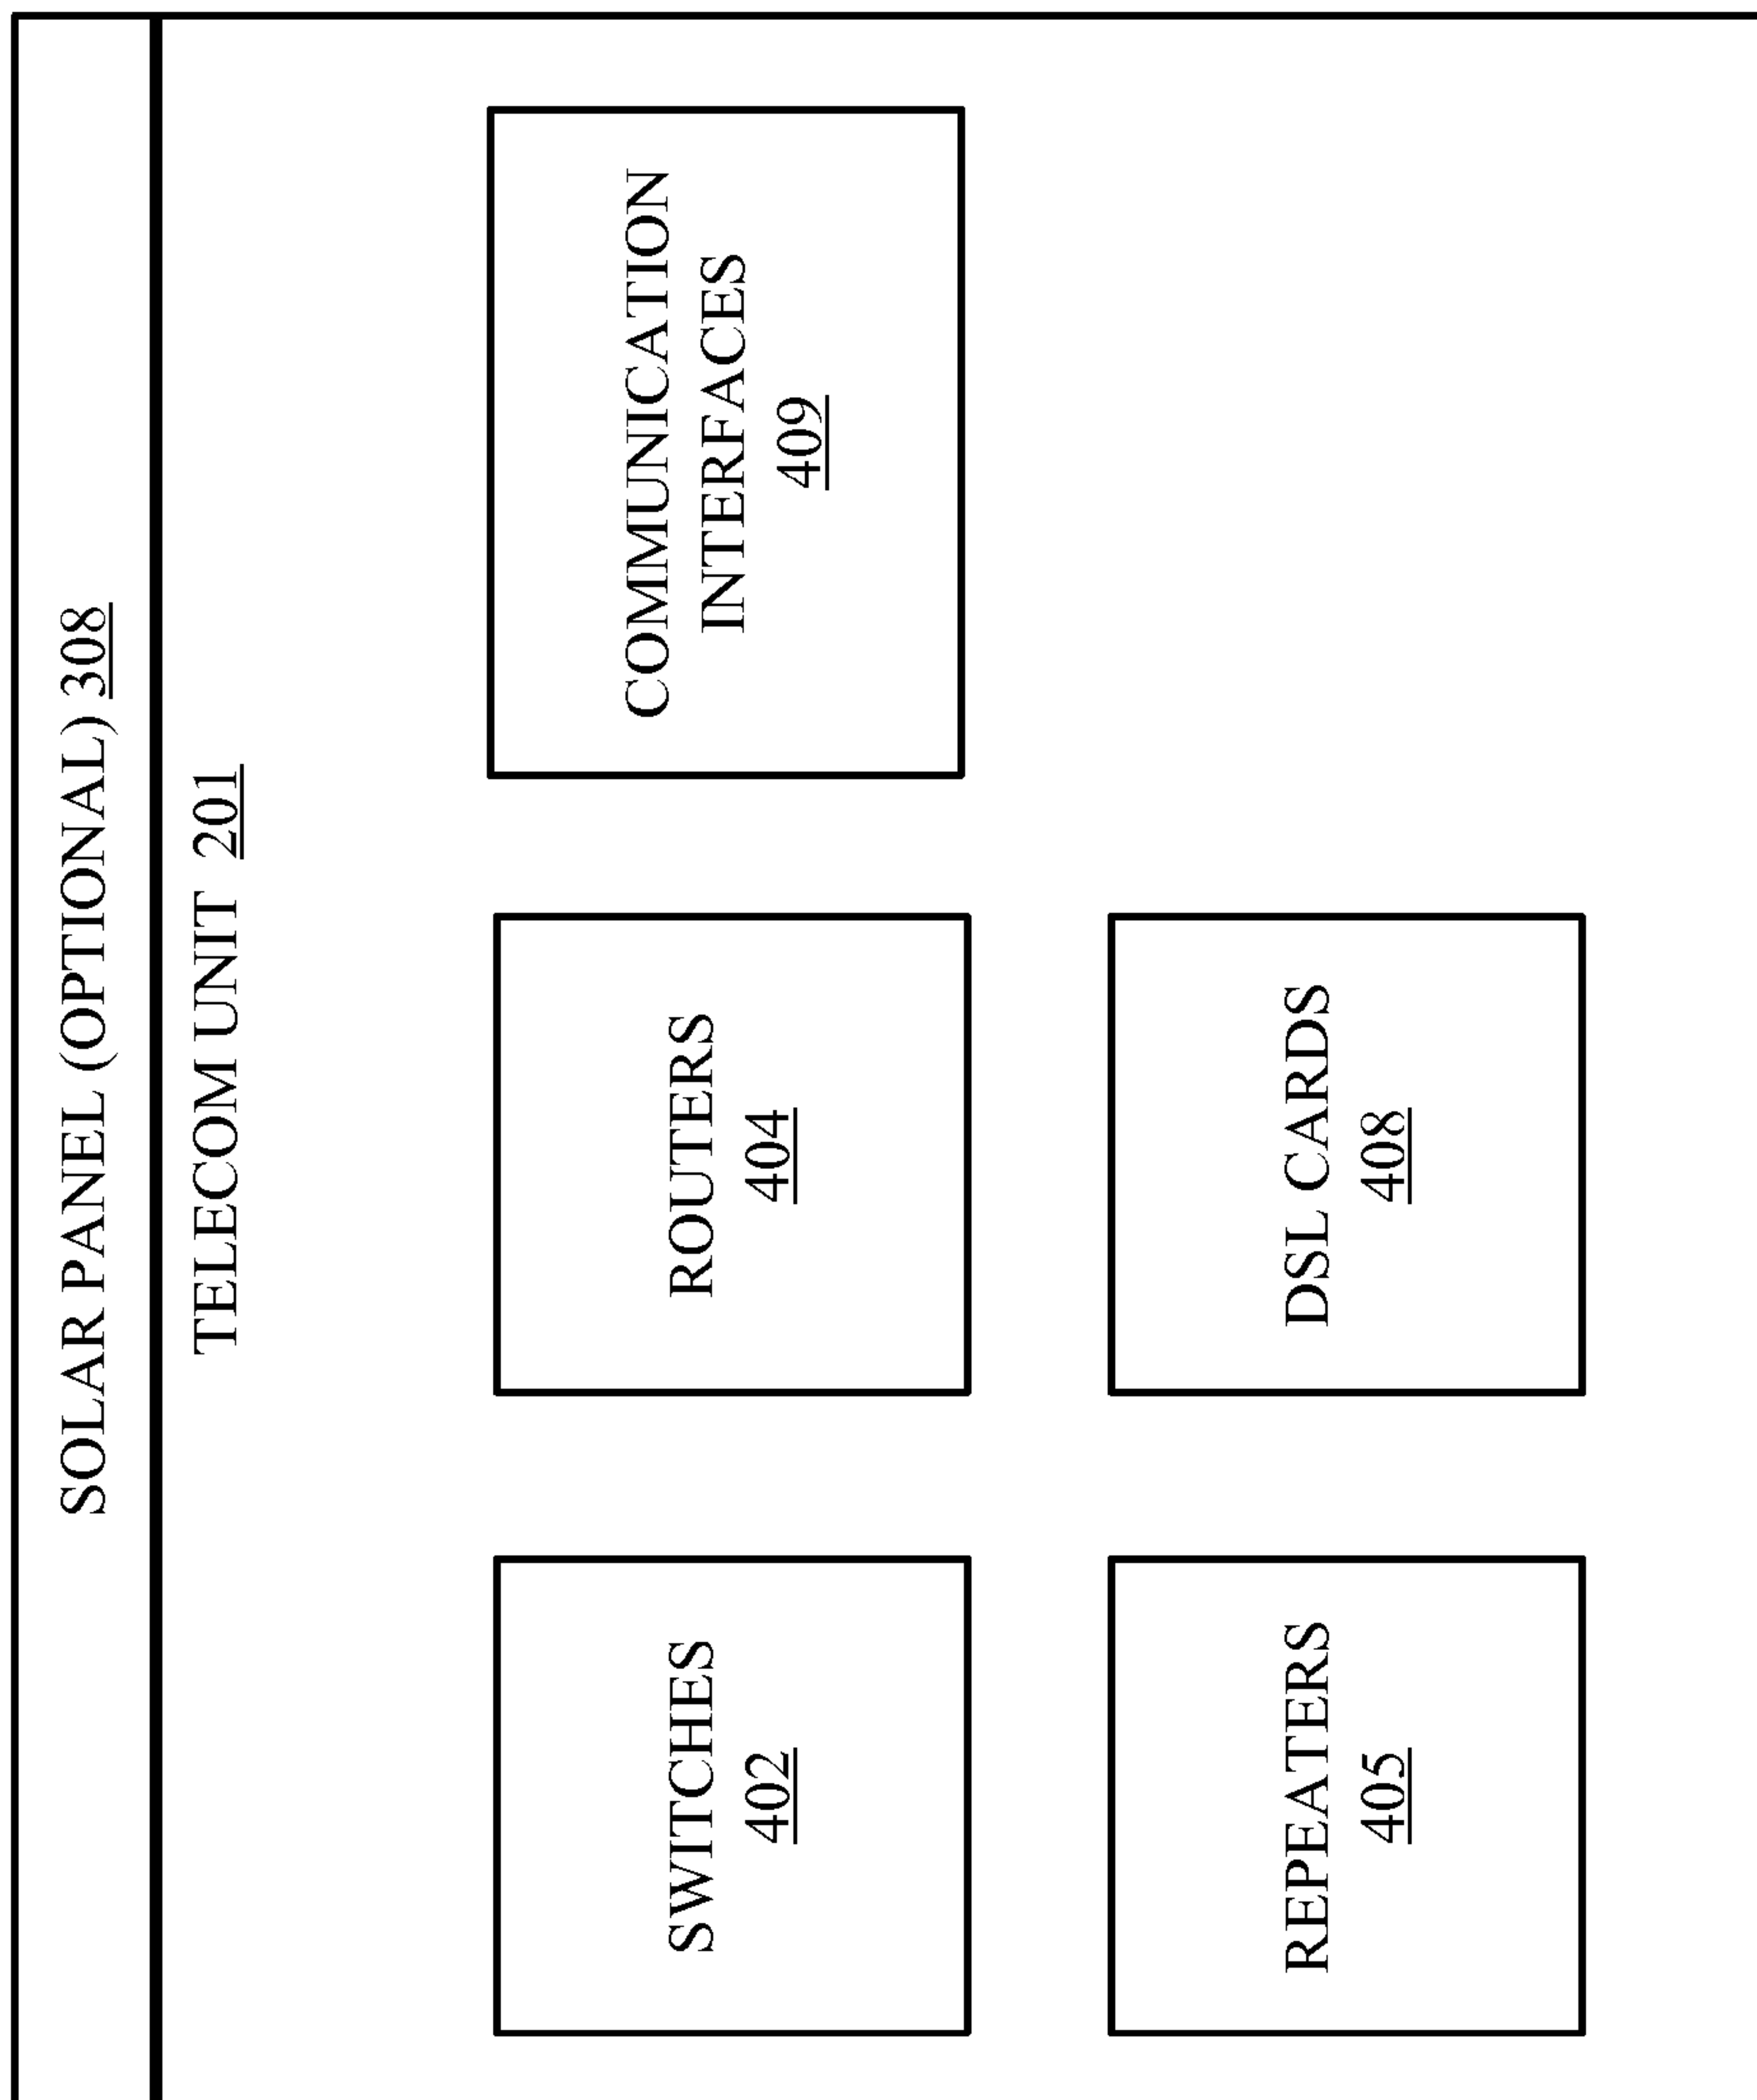 SOLAR PANEL (OPTIONAL) 308
TELECOM UNIT 201
SWITCHES
402
ROUTERS
404
COMMUNICATION
INTERFACES
409
REPEATERS
405
DSL CARDS
408